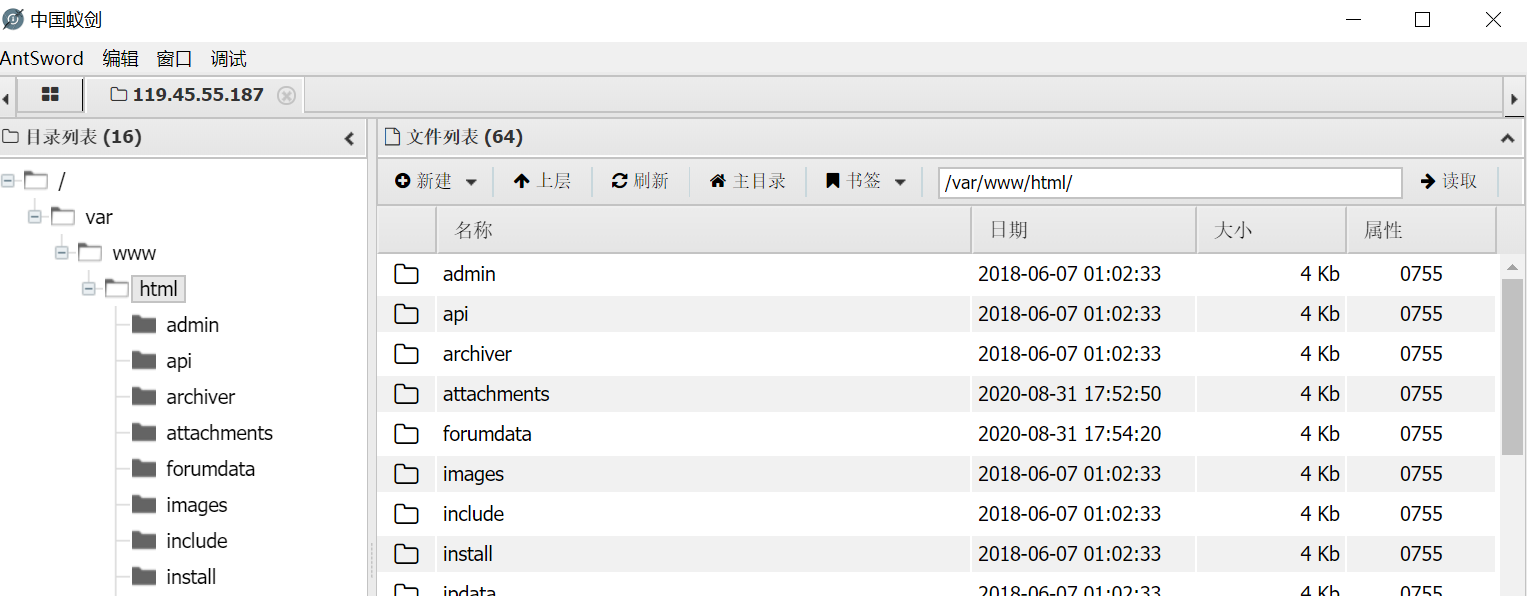 中国蚁剑
AntSword 编辑 窗口 调试
119.45.55.187
目录列表 (16)
文件列表 (64)
新建 上层 刷新 主目录 书签 /var/www/html/ 读取
/
var
www
html
admin
api
archiver
attachments
forumdata
images
include
install
名称 日期 大小 属性
admin 2018-06-07 01:02:33 4 Kb 0755
api 2018-06-07 01:02:33 4 Kb 0755
archiver 2018-06-07 01:02:33 4 Kb 0755
attachments 2020-08-31 17:52:50 4 Kb 0755
forumdata 2020-08-31 17:54:20 4 Kb 0755
images 2018-06-07 01:02:33 4 Kb 0755
include 2018-06-07 01:02:33 4 Kb 0755
install 2018-06-07 01:02:33 4 Kb 0755
ipdata 2018-06-07 01:02:33 4 Kb 0755